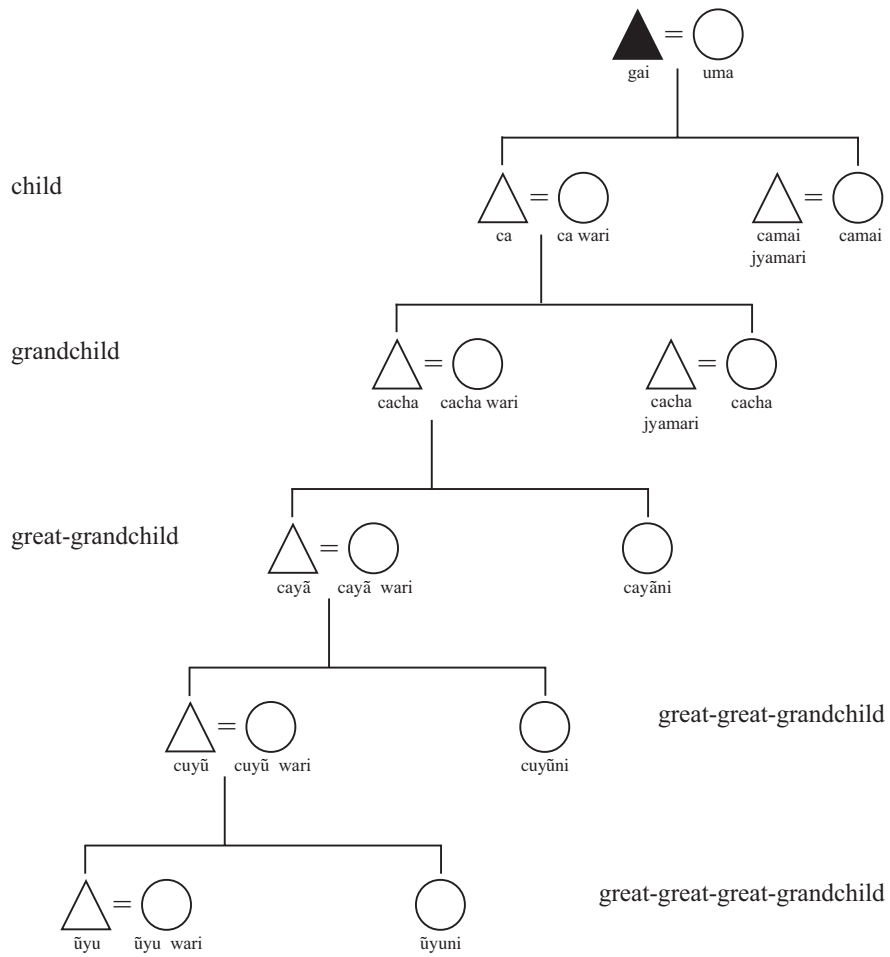 gai uma
child
ca ca wari camai camai
jyamari
grandchild
cacha cacha wari cacha cacha
jyamari
great-grandchild
cayã cayã wari cayãni
great-great-grandchild
cuyũ cuyũ wari cuyũni
great-great-great-grandchild
ũyu ũyu wari ũyuni